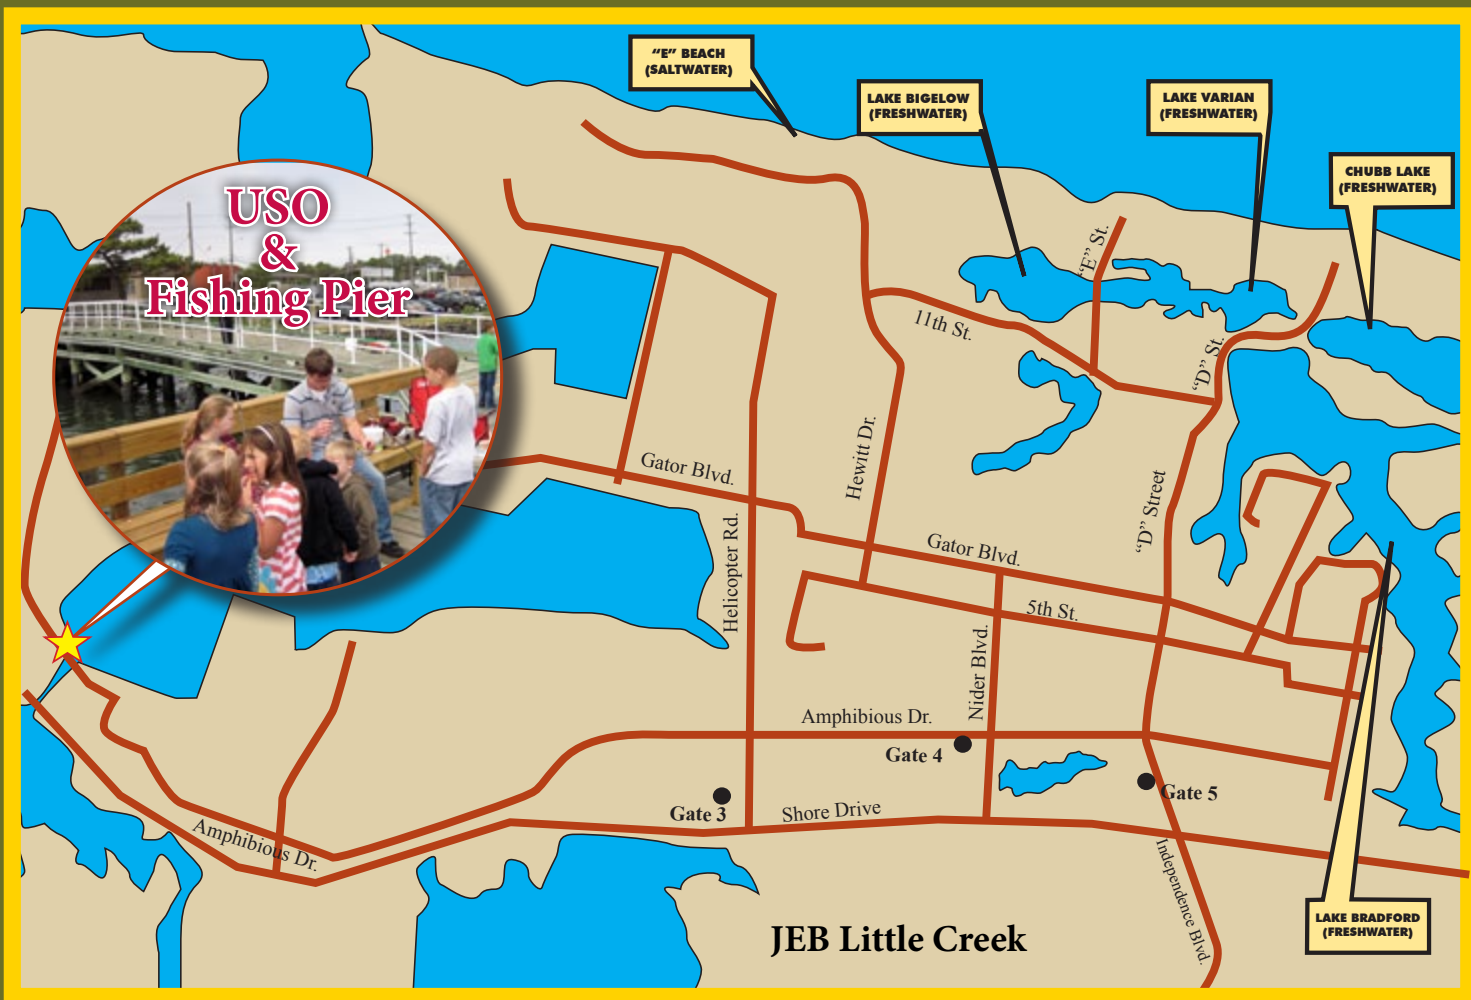 “E” BEACH
(SALTWATER)
LAKE BIGELOW
(FRESHWATER)
LAKE VARIAN
(FRESHWATER)
CHUBB LAKE
(FRESHWATER)
USO
&
Fishing Pier
“E” St.
11th St.
“D” St.
Hewitt Dr.
Gator Blvd.
“D” Street
Helicopter Rd.
Gator Blvd.
5th St.
Nider Blvd.
Amphibious Dr.
Gate 4
Gate 5
Gate 3
Shore Drive
Amphibious Dr.
Independence Blvd.
LAKE BRADFORD
(FRESHWATER)
JEB Little Creek